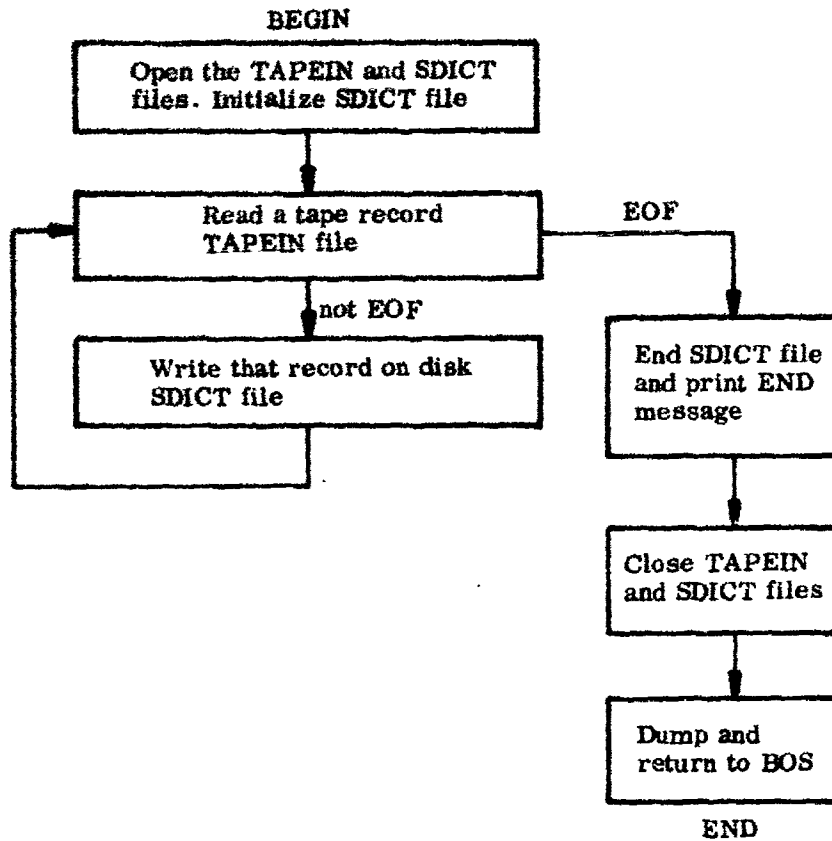 BEGIN
Open the TAPEIN and SDICT
files. Initialize SDICT file
Read a tape record
TAPEIN file
EOF
not EOF
Write that record on disk
SDICT file
End SDICT file
and print END
message
Close TAPEIN
and SDICT files
Dump and
return to BOS
END